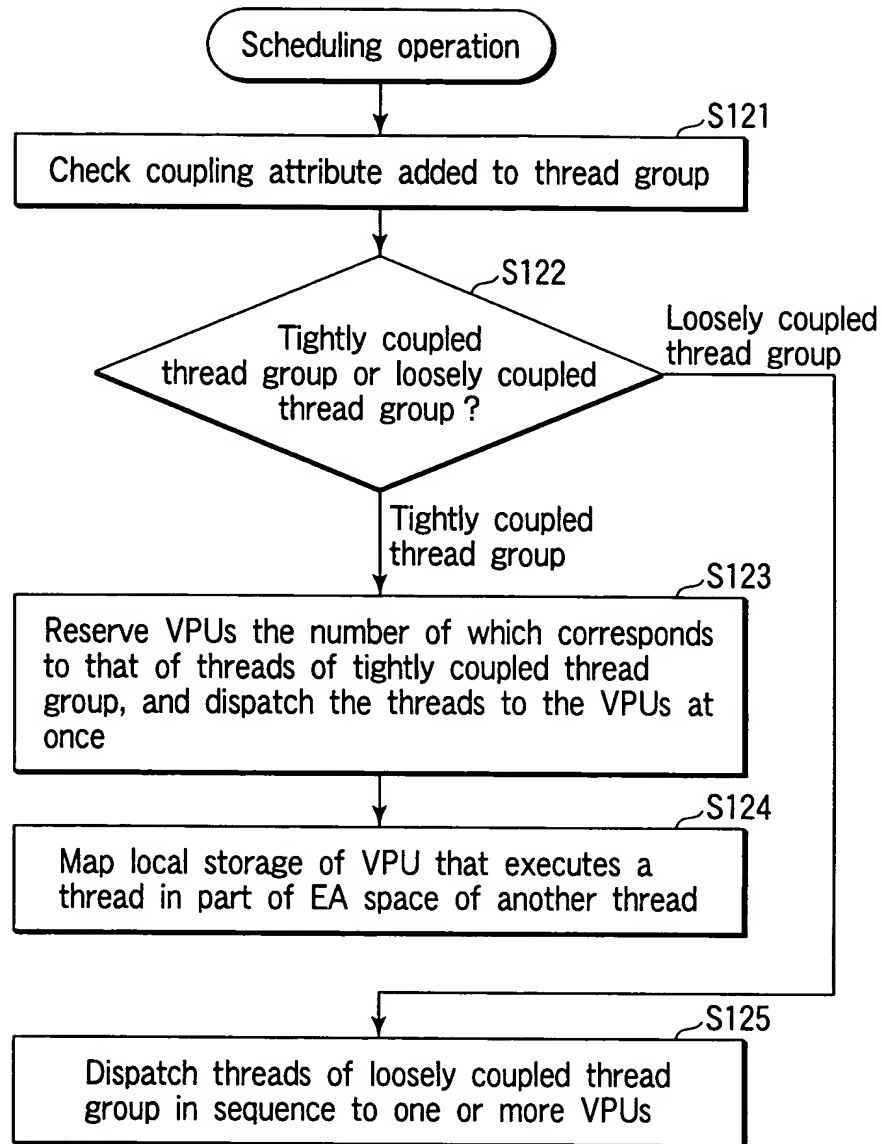 Scheduling operation
S121
Check coupling attribute added to thread group
S122
Tightly coupled
thread group or loosely coupled
thread group ?
Loosely coupled
thread group
Tightly coupled
thread group
S123
Reserve VPUs the number of which corresponds
to that of threads of tightly coupled thread
group, and dispatch the threads to the VPUs at
once
S124
Map local storage of VPU that executes a
thread in part of EA space of another thread
S125
Dispatch threads of loosely coupled thread
group in sequence to one or more VPUs